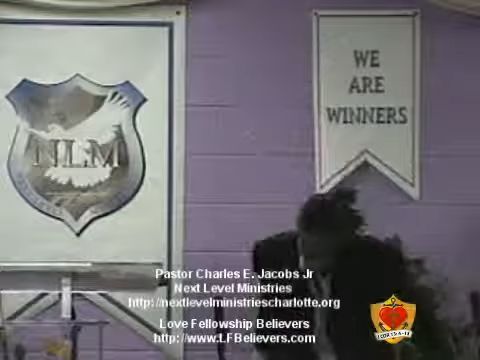 WE
ARE
WINNERS
NLM
Pastor Charles E. Jacobs Jr
Next Level Ministries
http://nextlevelministriescharlotte.org
Love Fellowship Believers
http://www.LFBelievers.com